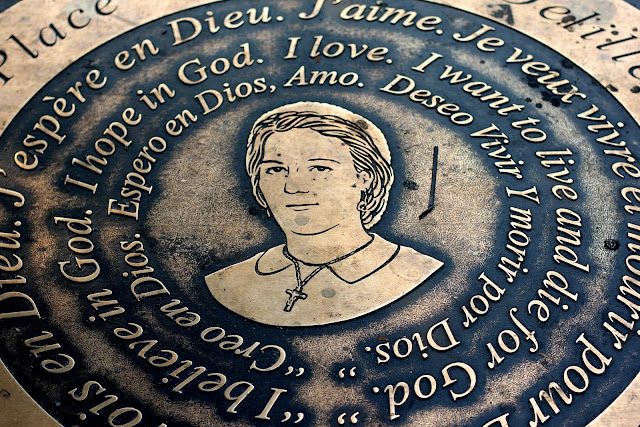 Place
en Dieu. J'espère en Dieu. J'aime. Je veux vivre et mourir pour
"I believe in God. I hope in God. I love. I want to live and die for God."
"Creo en Dios. Espero en Dios, Amo. Deseo Vivir Y morir por Dios."